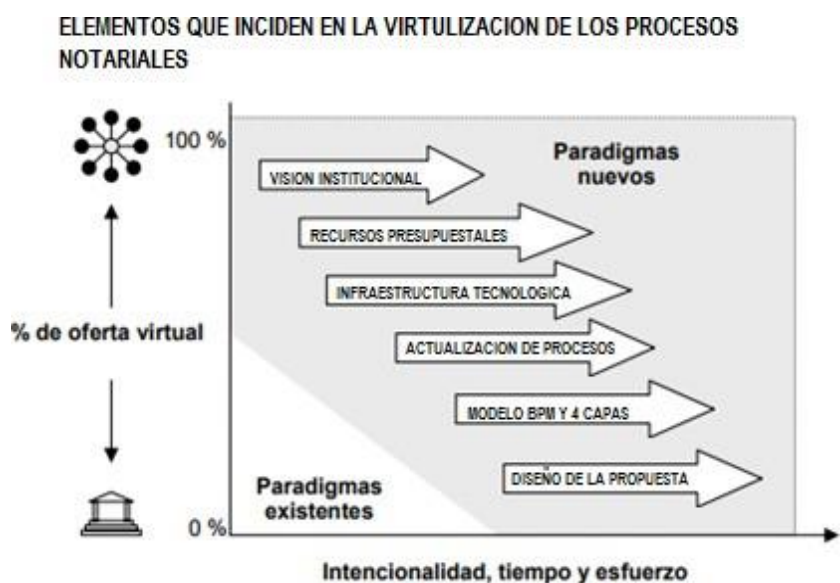 ELEMENTOS QUE INCIDEN EN LA VIRTULIZACION DE LOS PROCESOS
NOTARIALES
100 %
Paradigmas
nuevos
VISION INSTITUCIONAL
RECURSOS PRESUPUESTALES
INFRAESTRUCTURA TECNOLOGICA
% de oferta virtual
ACTUALIZACION DE PROCESOS
MODELO BPM Y 4 CAPAS
DISEÑO DE LA PROPUESTA
Paradigmas
existentes
0 %
Intencionalidad, tiempo y esfuerzo